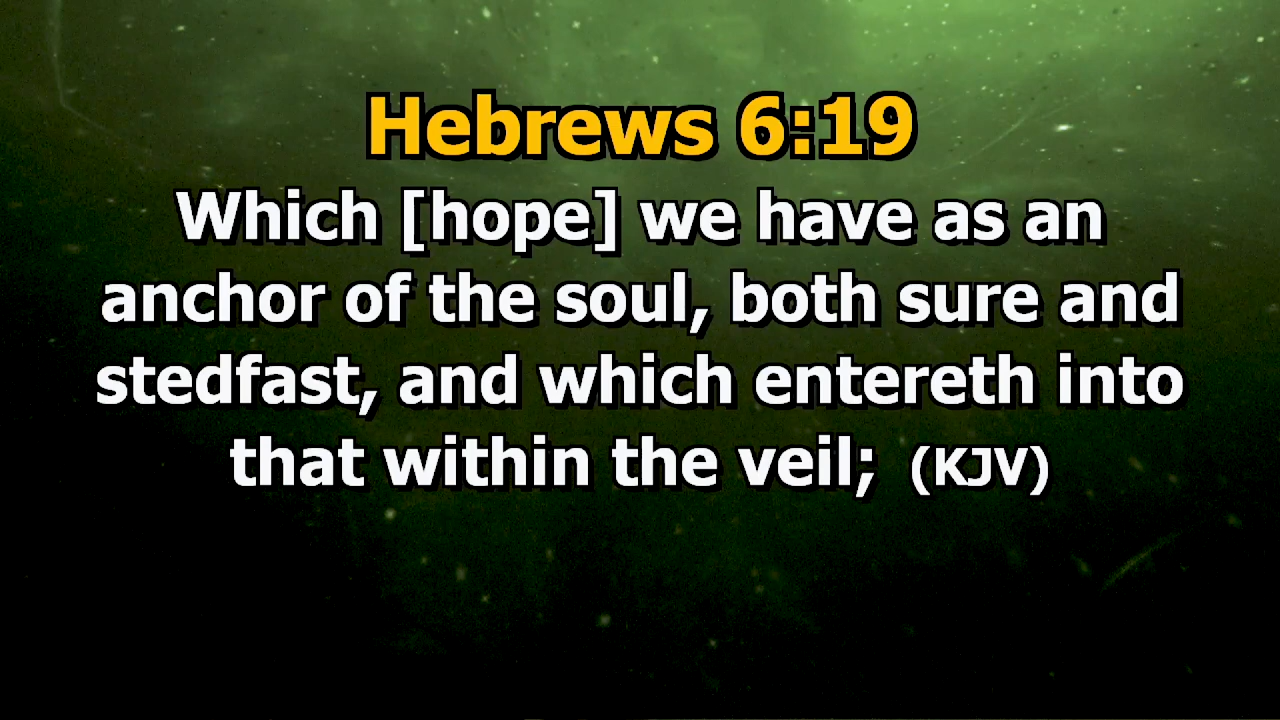 Hebrews 6:19
Which [hope] we have as an
anchor of the soul, both sure and
stedfast, and which entereth into
that within the veil; (KJV)